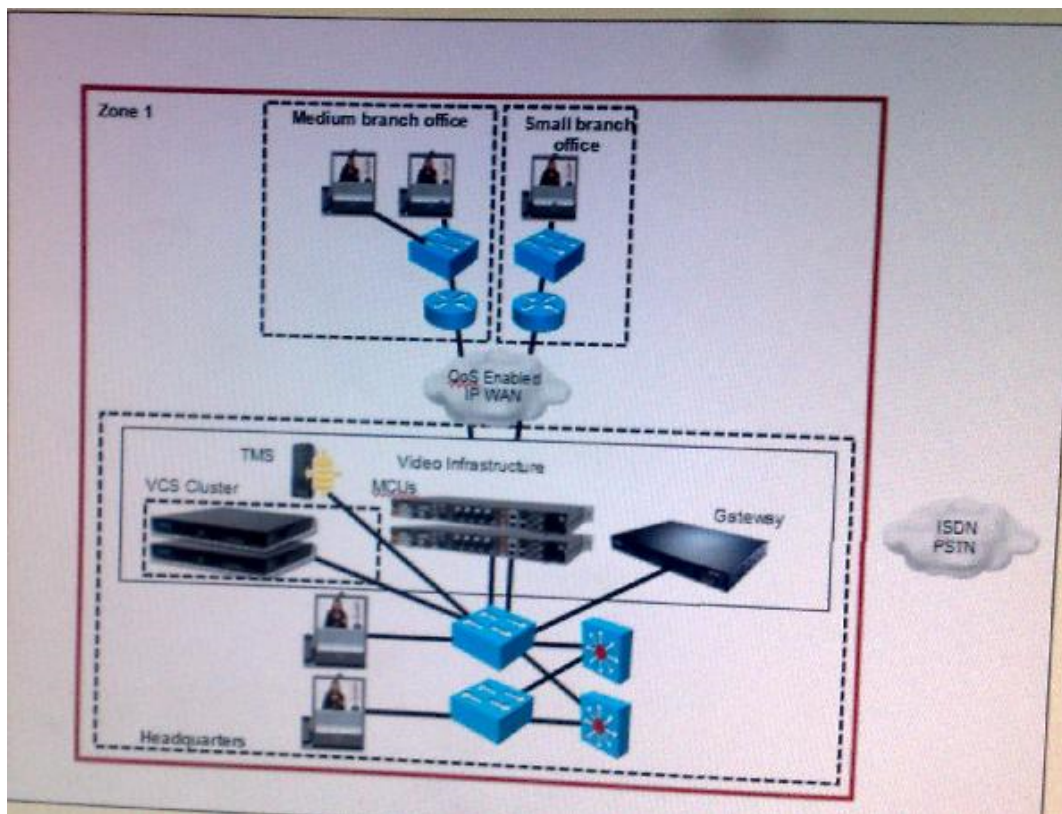 Zone 1
Medium branch office
Small branch
office
QoS Enabled
IP WAN
TMS
Video Infrastructure
VCS Cluster
MCUs
Gateway
ISDN
PSTN
Headquarters